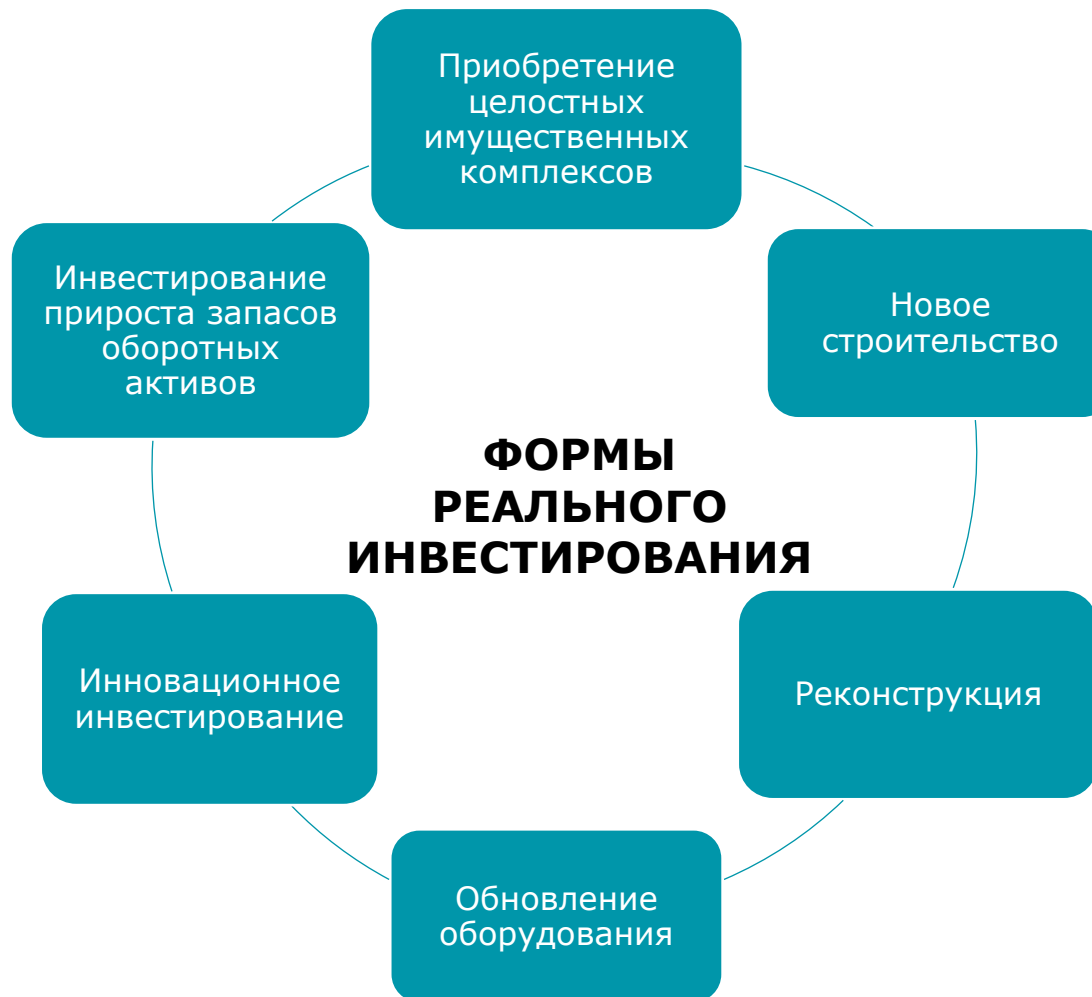 Приобретение
целостных
имущественных
комплексов
Инвестирование
прироста запасов
оборотных
активов
Новое
строительство
ФОРМЫ
РЕАЛЬНОГО
ИНВЕСТИРОВАНИЯ
Инновационное
инвестирование
Реконструкция
Обновление
оборудования